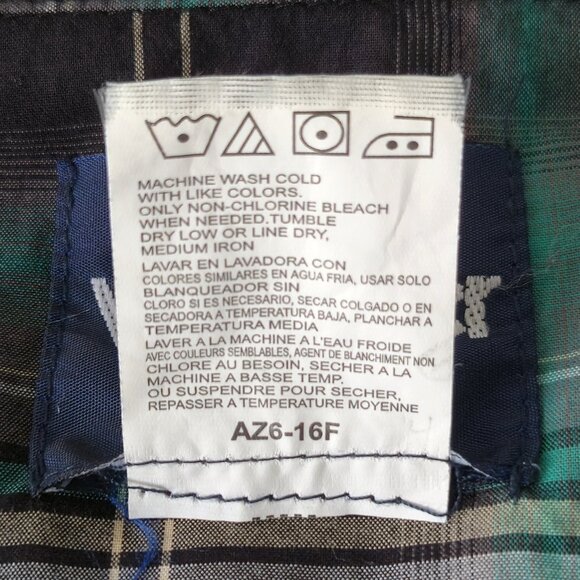 MACHINE WASH COLD
WITH LIKE COLORS.
ONLY NON-CHLORINE BLEACH
WHEN NEEDED.TUMBLE
DRY LOW OR LINE DRY,
MEDIUM IRON
LAVAR EN LAVADORA CON
COLORES SIMILARES EN AGUA FRIA, USAR SOLO
BLANQUEADOR SIN
CLORO SI ES NECESARIO, SECAR COLGADO O EN
SECADORA A TEMPERATURA BAJA, PLANCHAR A
TEMPERATURA MEDIA
LAVER A LA MACHINE A L'EAU FROIDE
AVEC COULEURS SEMBLABLES, AGENT DE BLANCHIMENT NON
CHLORE AU BESOIN, SECHER A LA
MACHINE A BASSE TEMP.
OU SUSPENDRE POUR SECHER,
REPASSER A TEMPERATURE MOYENNE
AZ6-16F